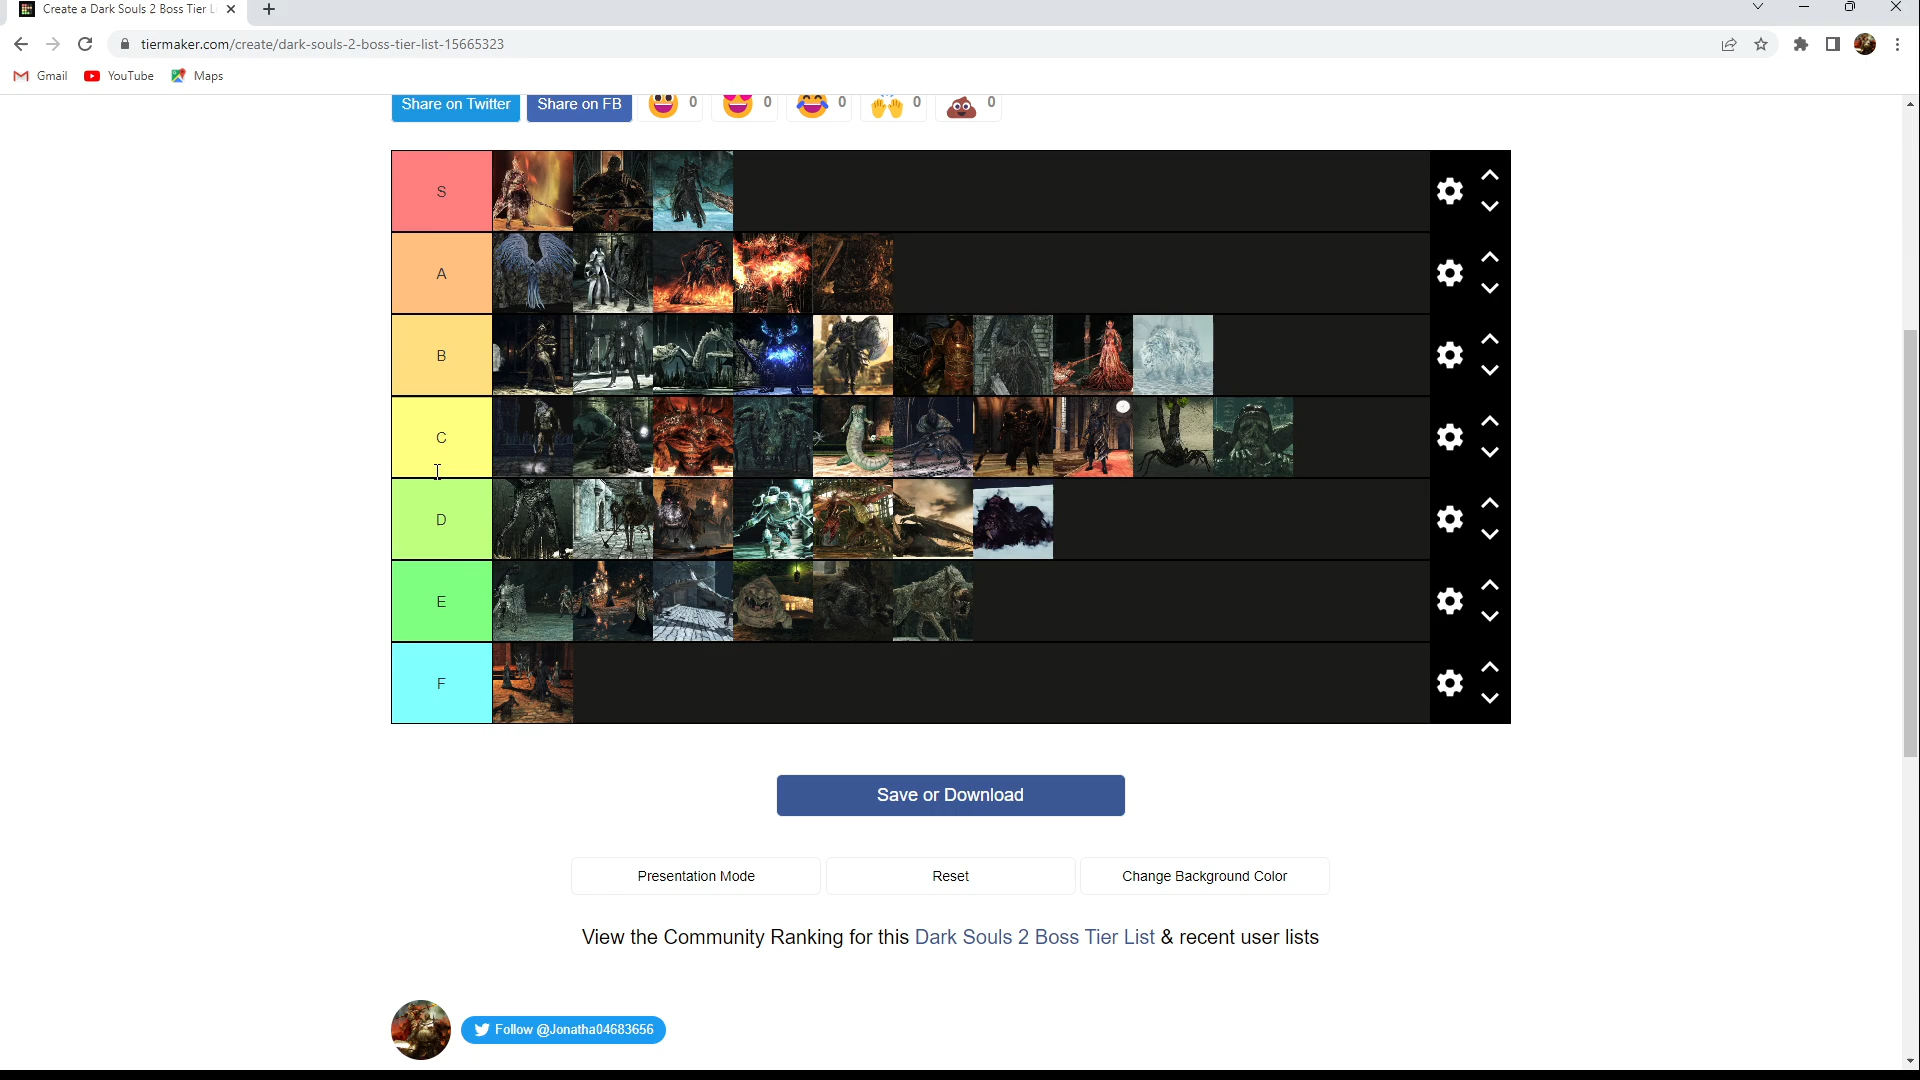 Create a Dark Souls 2 Boss Tier Li
tiermaker.com/create/dark-souls-2-boss-tier-list-15665323
Gmail YouTube Maps
Share on Twitter Share on FB 0 0 0 0 0
S
A
B
C
D
E
F
Save or Download
Presentation Mode Reset Change Background Color
View the Community Ranking for this Dark Souls 2 Boss Tier List & recent user lists
Follow @Jonatha04683656